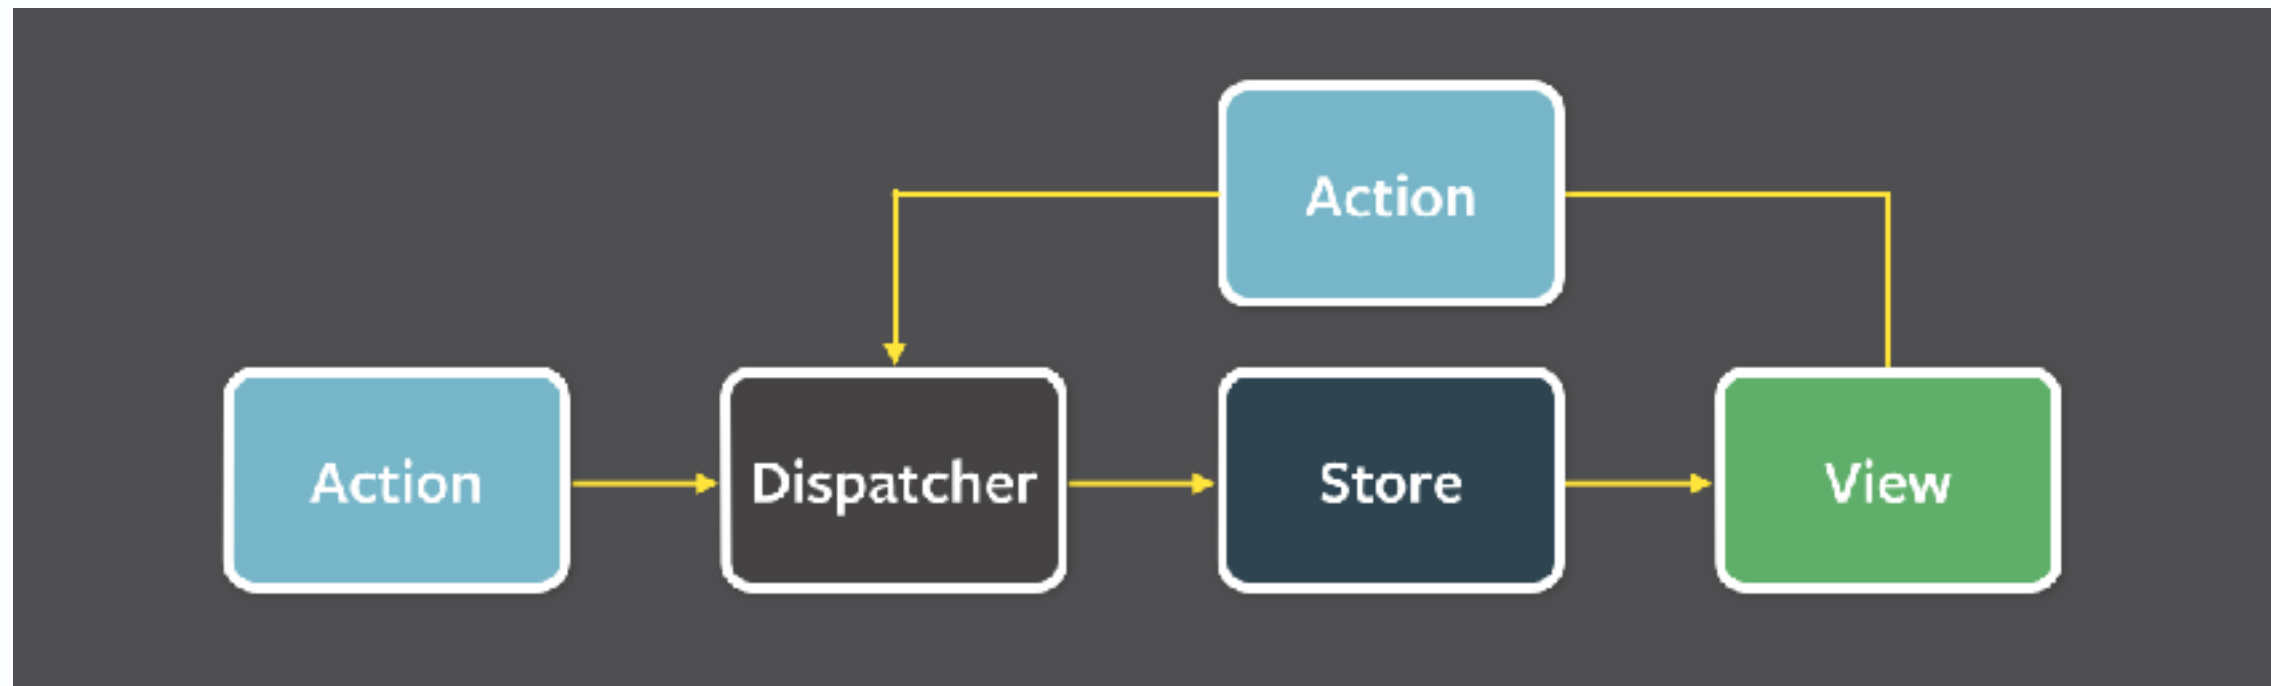 Action
Action
Dispatcher
Store
View